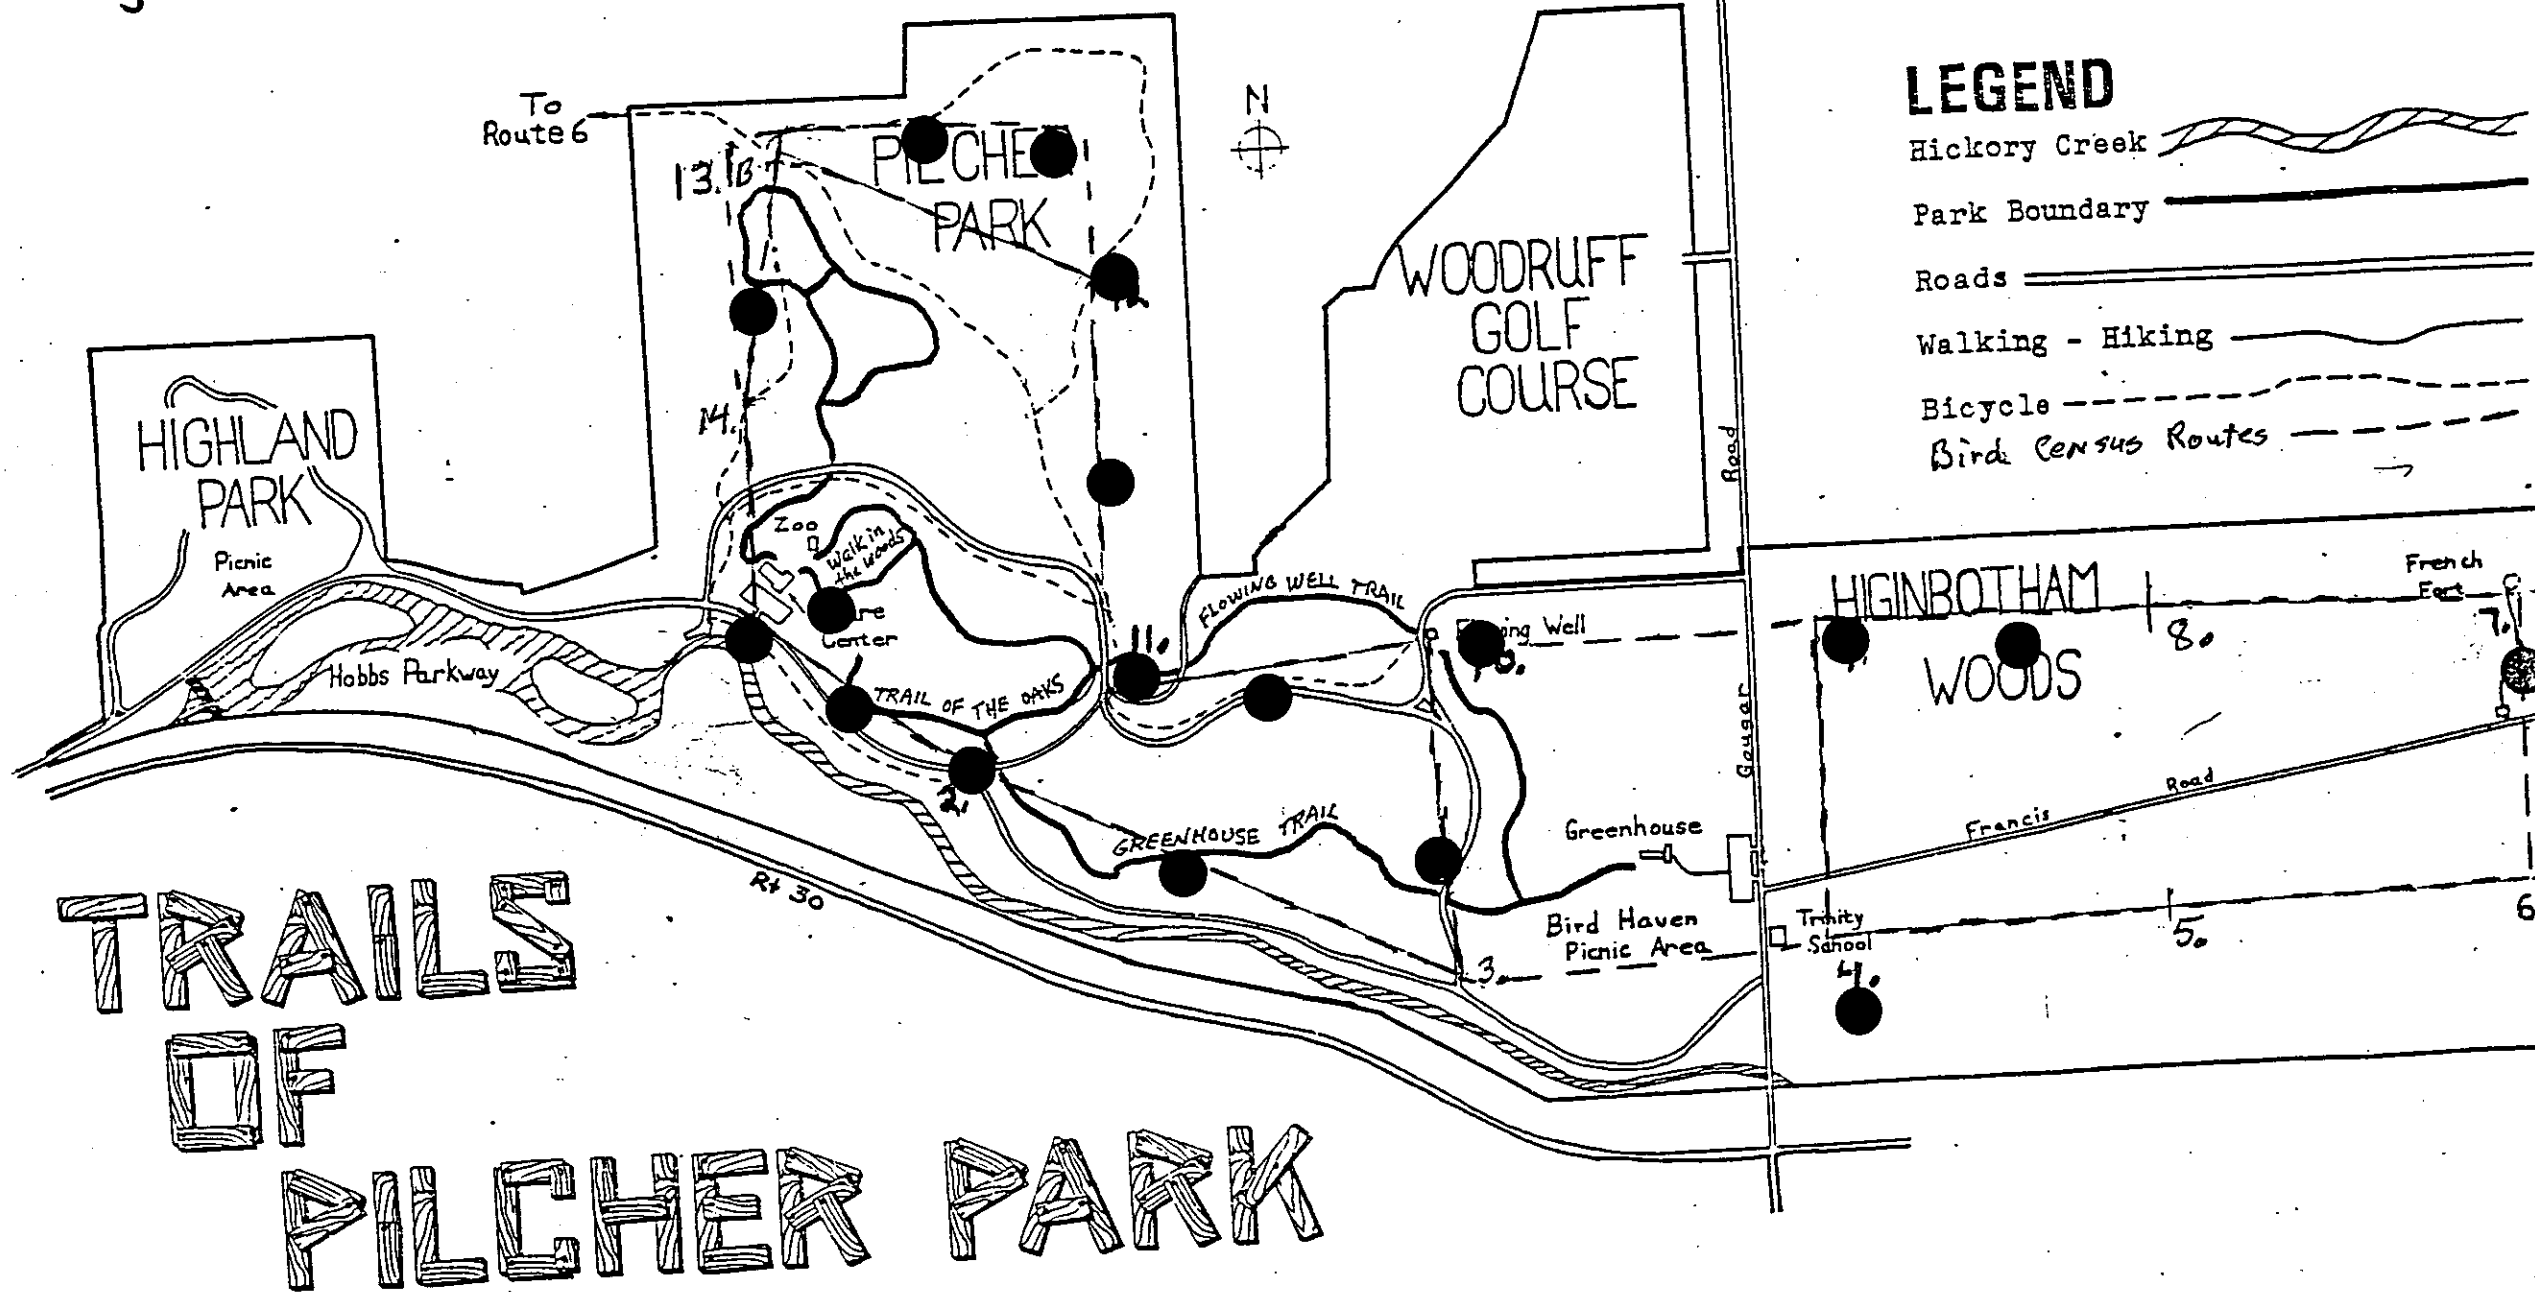 To
Route 6
PILCHER
PARK
N
13.
B
14.
12.
HIGHLAND
PARK
Picnic
Area
Hobbs Parkway
Zoo
Walk in
the Woods
Center
TRAIL OF THE OAKS
11.
FLOWING WELL TRAIL
Well
2.
GREENHOUSE TRAIL
Rt 30
WOODRUFF
GOLF
COURSE
Road
Gougar
Greenhouse
Bird Haven
Picnic Area
3.
Trinity
School
4.
5.
6
7.
8.
HIGINBOTHAM
WOODS
French
Fort
Francis Road
LEGEND
Hickory Creek
Park Boundary
Roads
Walking - Hiking
Bicycle
Bird Census Routes
TRAILS
OF
PILCHER PARK